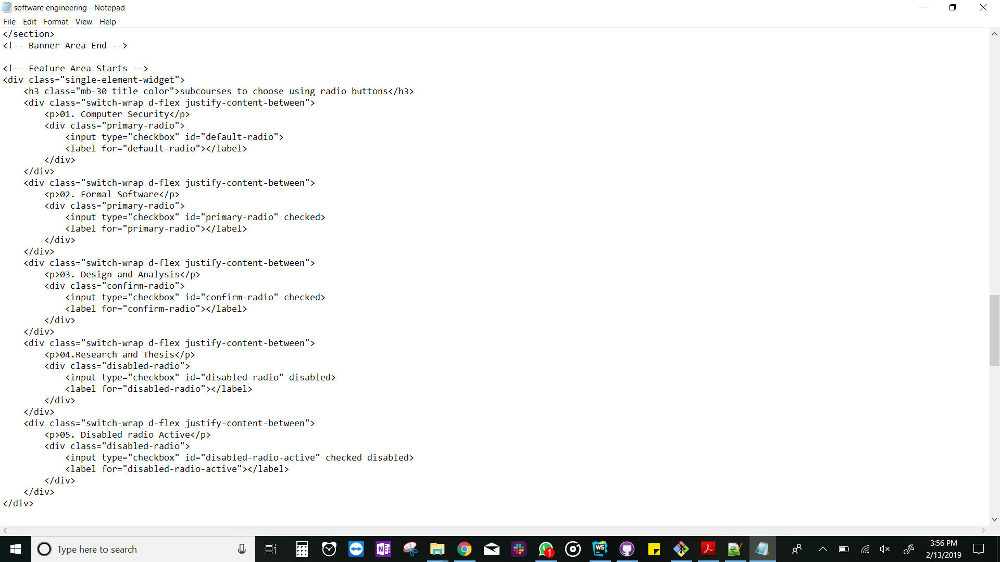 software engineering - Notepad
File Edit Format View Help
</section>
<!-- Banner Area End -->
<!-- Feature Area Starts -->
<div class="single-element-widget">
    <h3 class="mb-30 title_color">subcourses to choose using radio buttons</h3>
    <div class="switch-wrap d-flex justify-content-between">
        <p>01. Computer Security</p>
        <div class="primary-radio">
            <input type="checkbox" id="default-radio">
            <label for="default-radio"></label>
        </div>
    </div>
    <div class="switch-wrap d-flex justify-content-between">
        <p>02. Formal Software</p>
        <div class="primary-radio">
            <input type="checkbox" id="primary-radio" checked>
            <label for="primary-radio"></label>
        </div>
    </div>
    <div class="switch-wrap d-flex justify-content-between">
        <p>03. Design and Analysis</p>
        <div class="confirm-radio">
            <input type="checkbox" id="confirm-radio" checked>
            <label for="confirm-radio"></label>
        </div>
    </div>
    <div class="switch-wrap d-flex justify-content-between">
        <p>04.Research and Thesis</p>
        <div class="disabled-radio">
            <input type="checkbox" id="disabled-radio" disabled>
            <label for="disabled-radio"></label>
        </div>
    </div>
    <div class="switch-wrap d-flex justify-content-between">
        <p>05. Disabled radio Active</p>
        <div class="disabled-radio">
            <input type="checkbox" id="disabled-radio-active" checked disabled>
            <label for="disabled-radio-active"></label>
        </div>
    </div>
</div>
Type here to search
N
1
WS
3:56 PM
2/13/2019